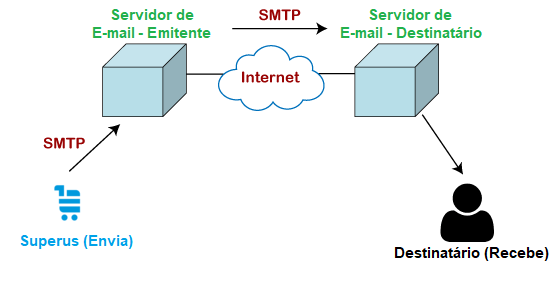 Servidor de
E-mail - Emitente
SMTP
Servidor de
E-mail - Destinatário
Internet
SMTP
Superus (Envia)
Destinatário (Recebe)